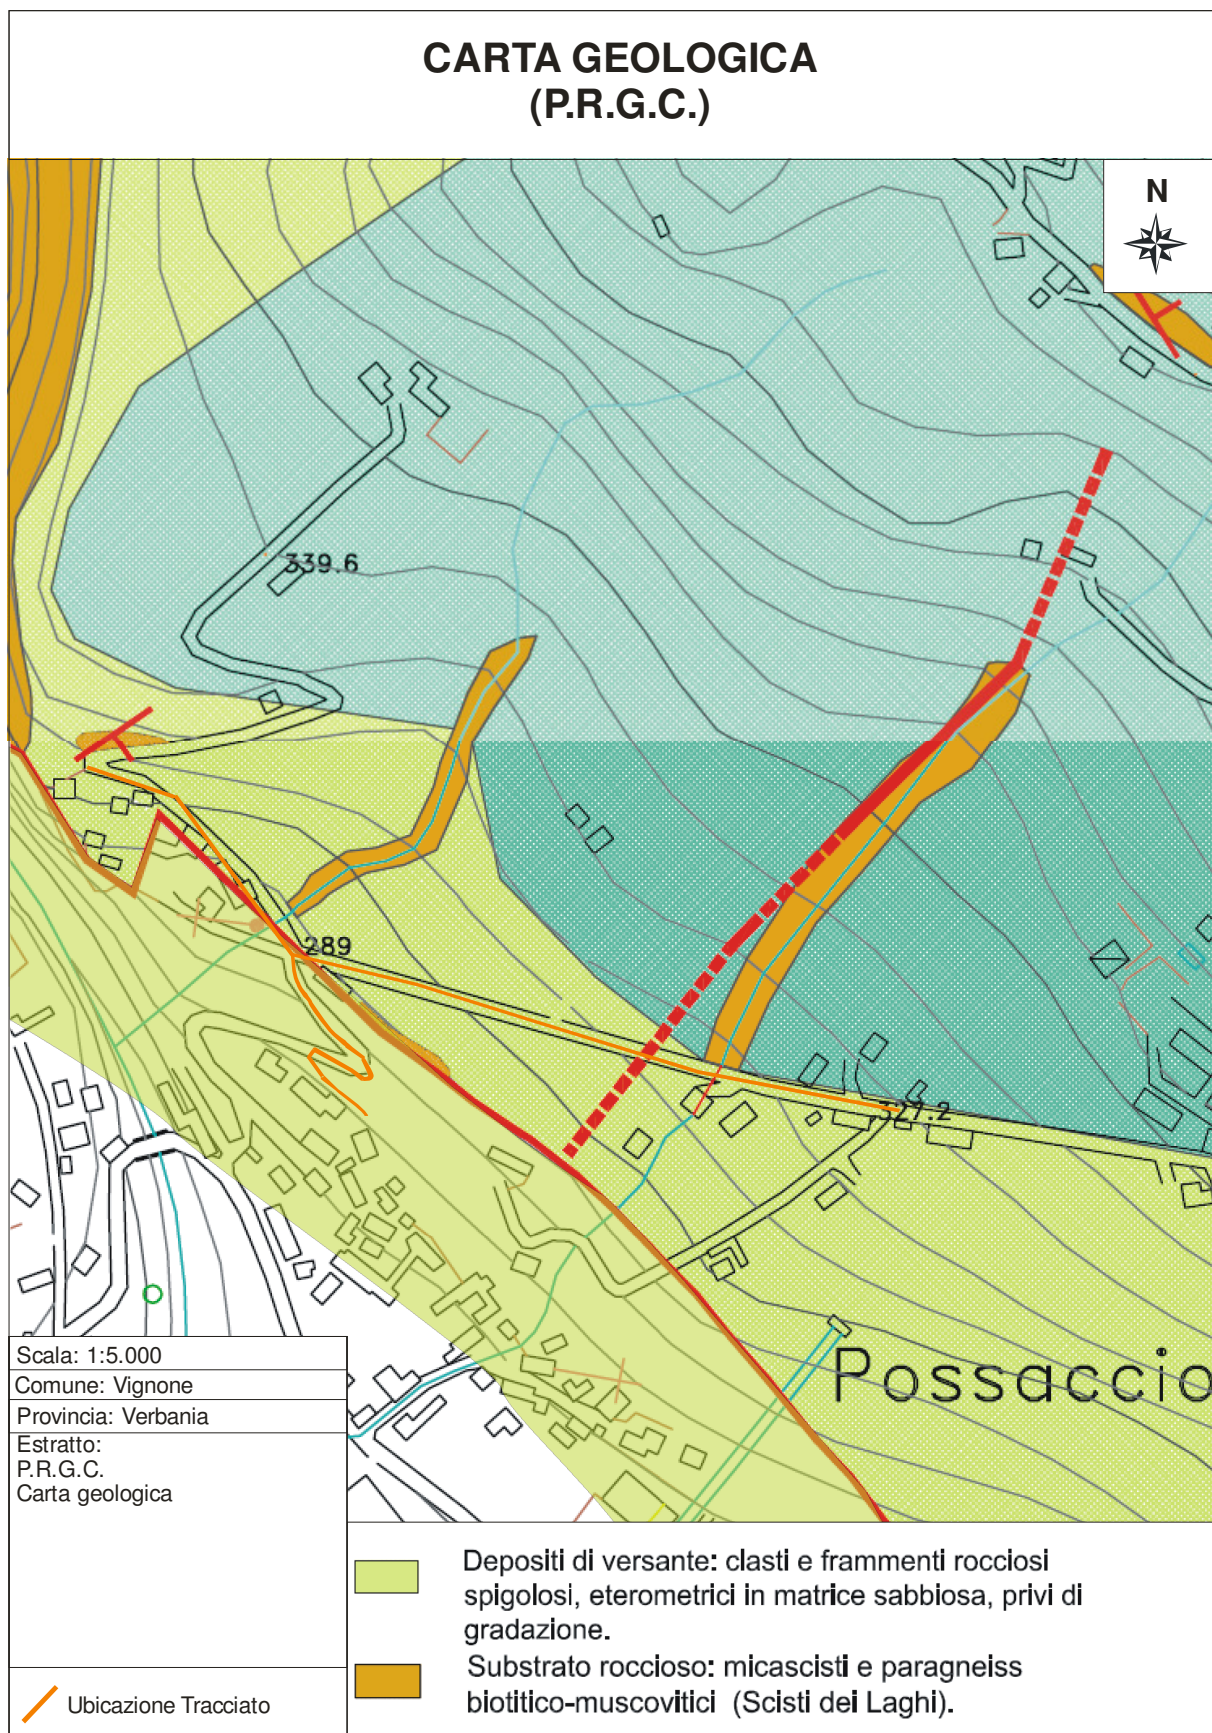 CARTA GEOLOGICA
(P.R.G.C.)
N
339.6
289
327.2
Possaccio
Scala: 1:5.000
Comune: Vignone
Provincia: Verbania
Estratto:
P.R.G.C.
Carta geologica
Ubicazione Tracciato
Depositi di versante: clasti e frammenti rocciosi
spigolosi, eterometrici in matrice sabbiosa, privi di
gradazione.
Substrato roccioso: micascisti e paragneiss
biotitico-muscovitici (Scisti dei Laghi).